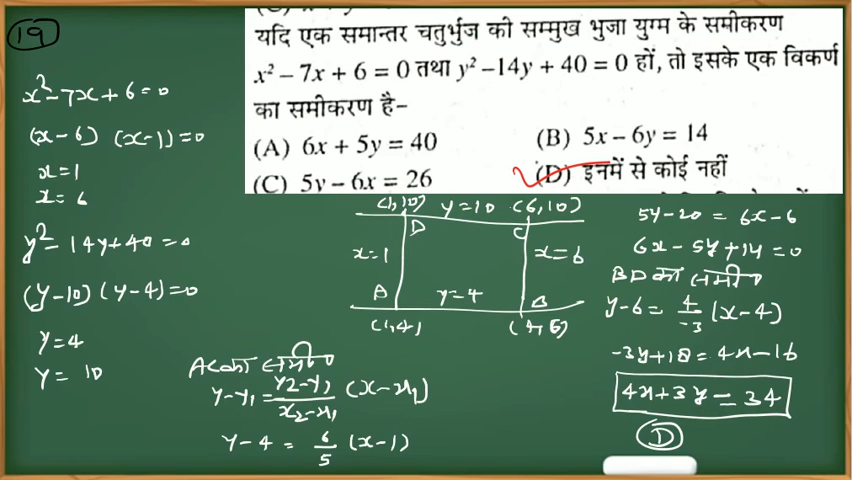 19
यदि एक समान्तर चतुर्भुज की सम्मुख भुजा युग्म के समीकरण
x² – 7x + 6 = 0 तथा y² –14y + 40 = 0 हों, तो इसके एक विकर्ण
का समीकरण है–
(A) 6x + 5y = 40
(B) 5x – 6y = 14
(C) 5y – 6x = 26
(D) इनमें से कोई नहीं
x² – 7x + 6 = 0
(x – 6) (x – 1) = 0
x = 1
x = 6
y² – 14y + 40 = 0
(y – 10) (y – 4) = 0
y = 4
y = 10
(1,10) y = 10 (6,10)
D C
x = 1 x = 6
A y = 4 B
(1,4) (4,6)
AC का समी०
y – y₁ = y₂ – y₁ / x₂ – x₁ (x – x₁)
y – 4 = 6/5 (x – 1)
5y – 20 = 6x – 6
6x – 5y + 14 = 0
BD का समी०
y – 6 = 4/-3 (x – 4)
-3y + 18 = 4x – 16
4x + 3y = 34
D